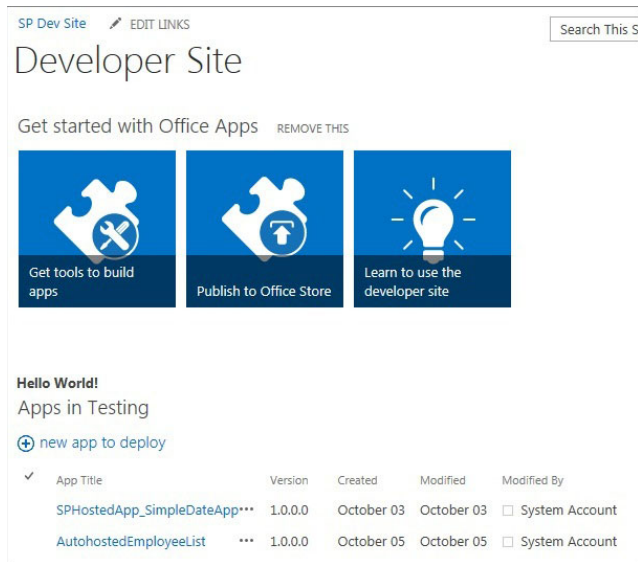 SP Dev Site EDIT LINKS
Search This S
Developer Site
Get started with Office Apps REMOVE THIS
Get tools to build
apps
Publish to Office Store
Learn to use the
developer site
Hello World!
Apps in Testing
new app to deploy
App Title Version Created Modified Modified By
SPHostedApp_SimpleDateApp... 1.0.0.0 October 03 October 03 System Account
AutohostedEmployeeList ... 1.0.0.0 October 05 October 05 System Account